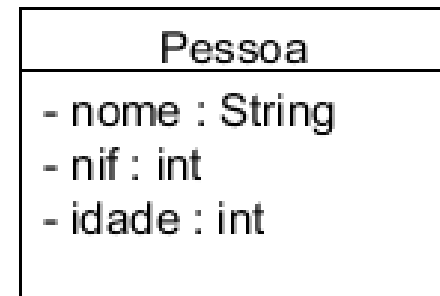 Pessoa
- nome : String
- nif : int
- idade : int